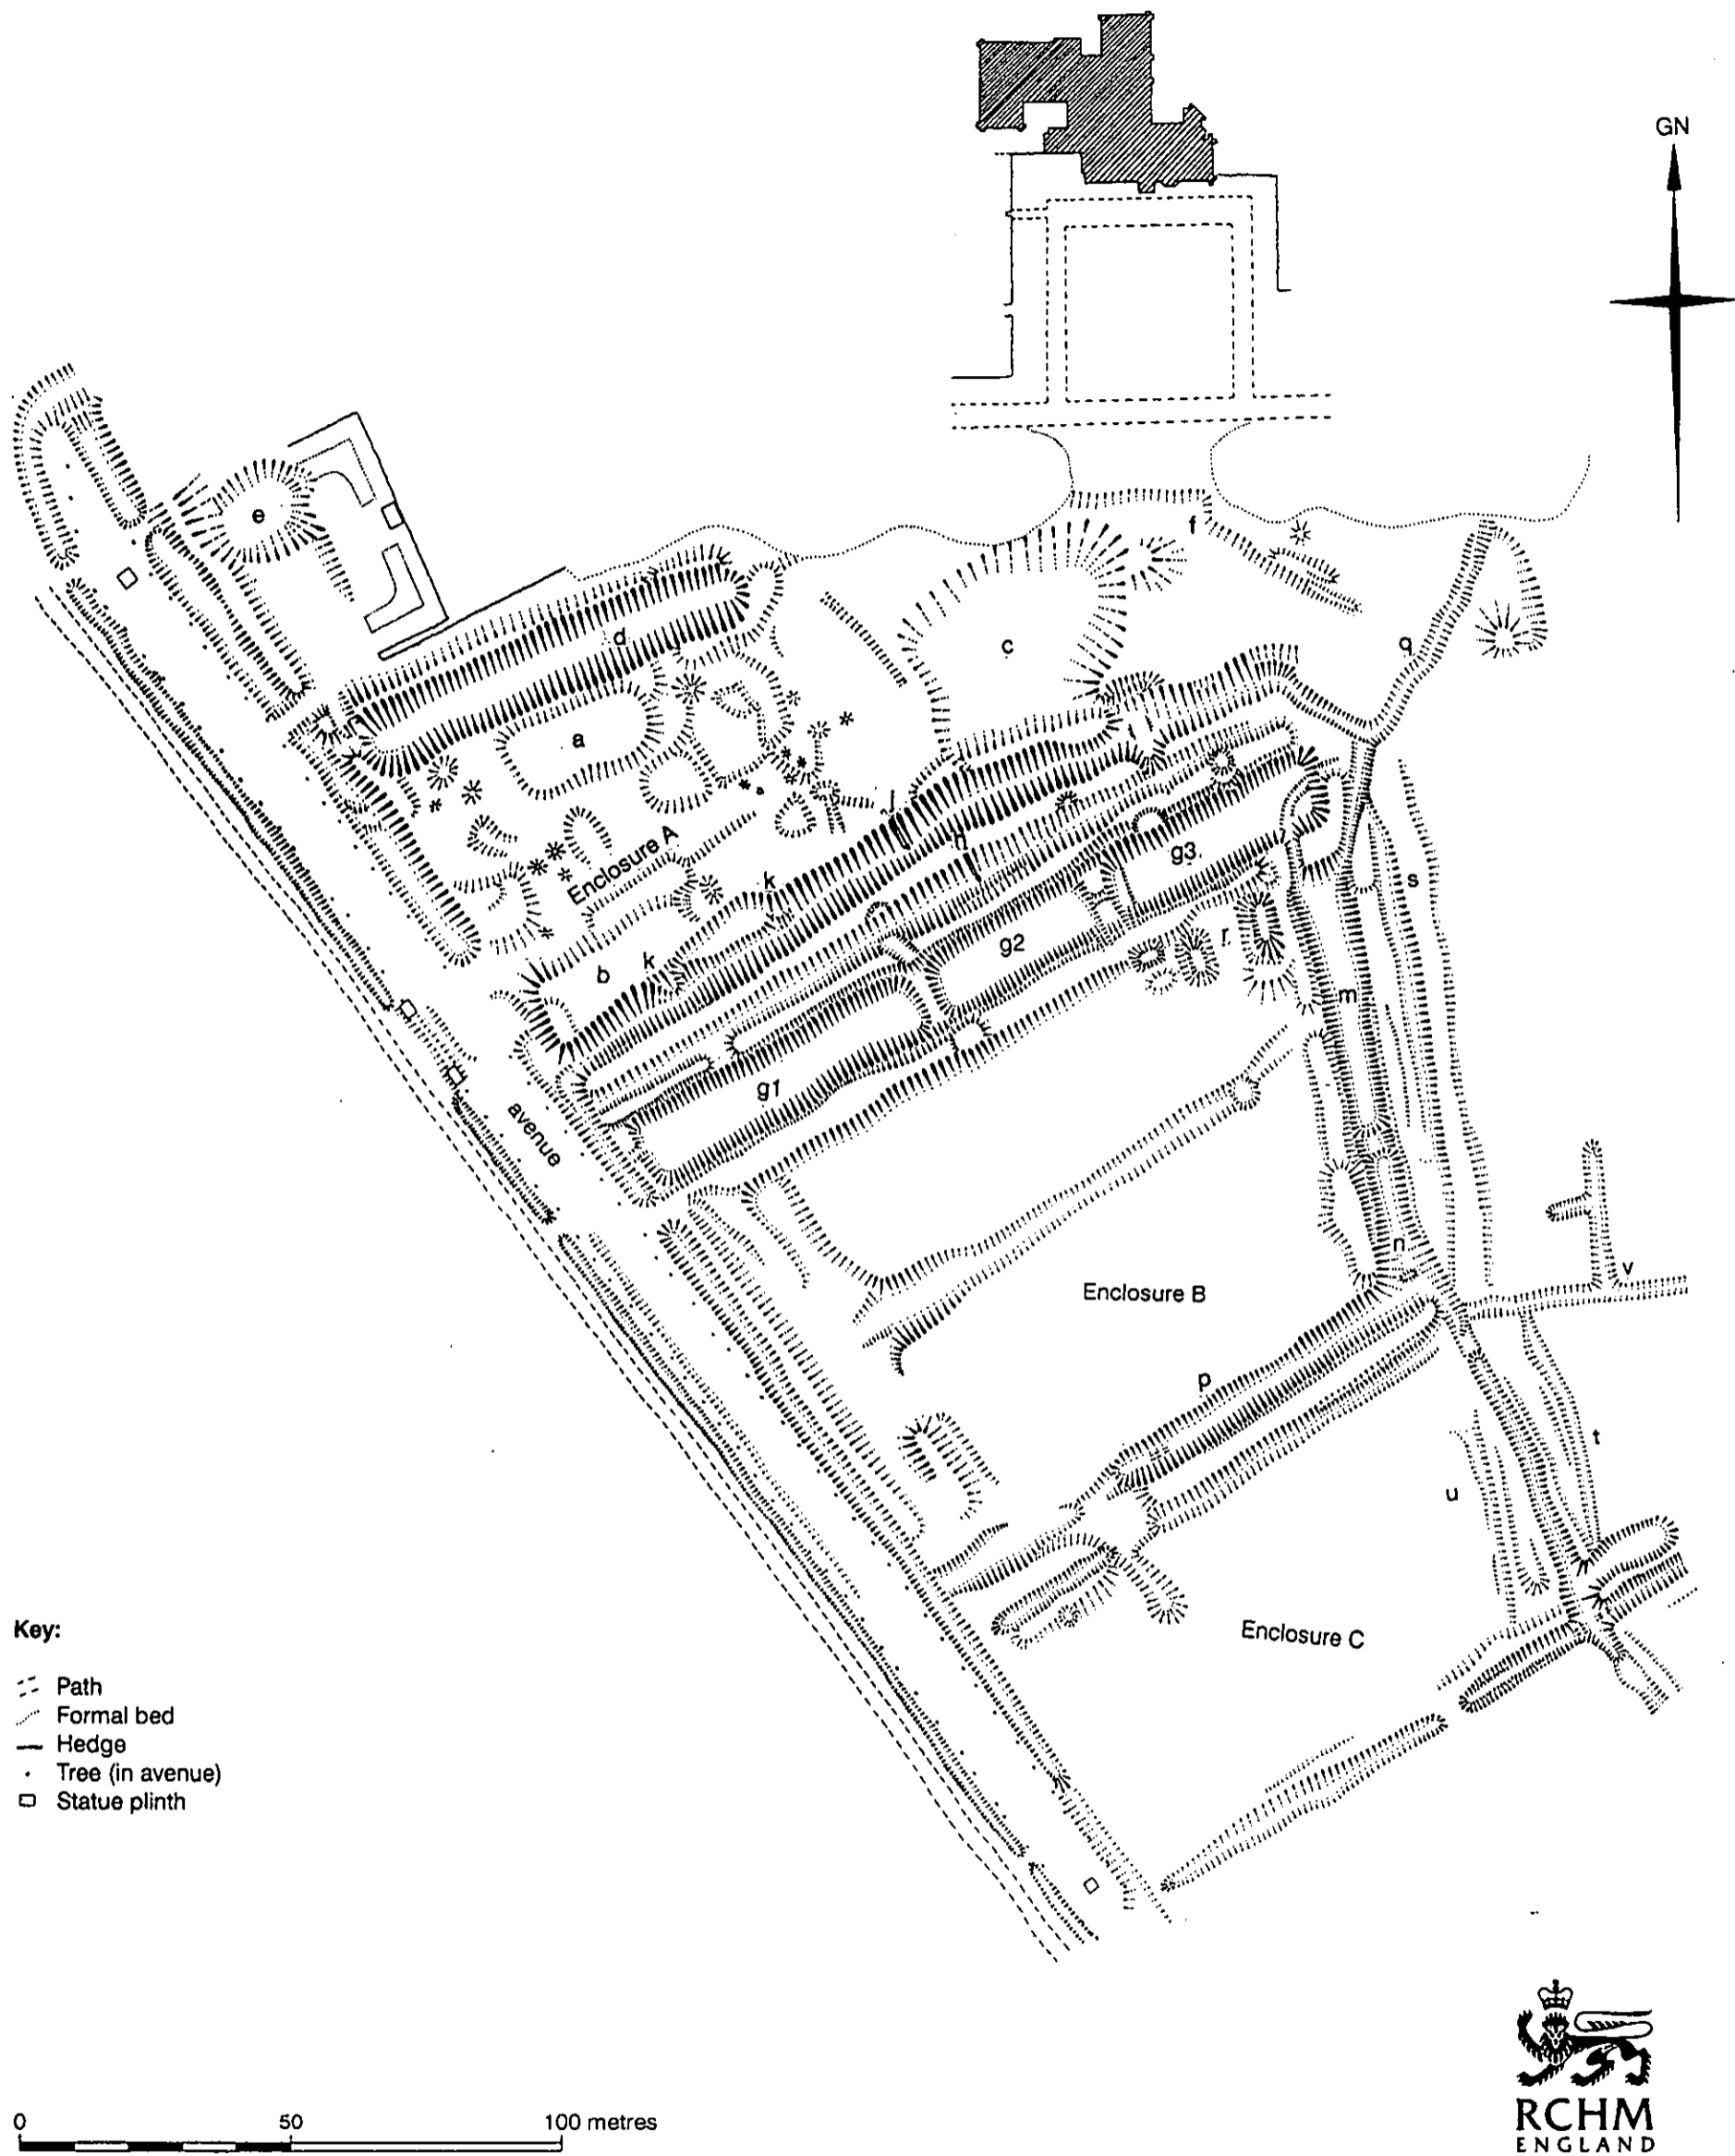 GN
e
f
d
c
q
a
g3
h
j
l
Enclosure A
k
s
g2
r
b
k
m
g1
avenue
n
v
Enclosure B
p
t
u
Enclosure C
Key:
Path
Formal bed
Hedge
Tree (in avenue)
Statue plinth
0 50 100 metres
RCHM
ENGLAND